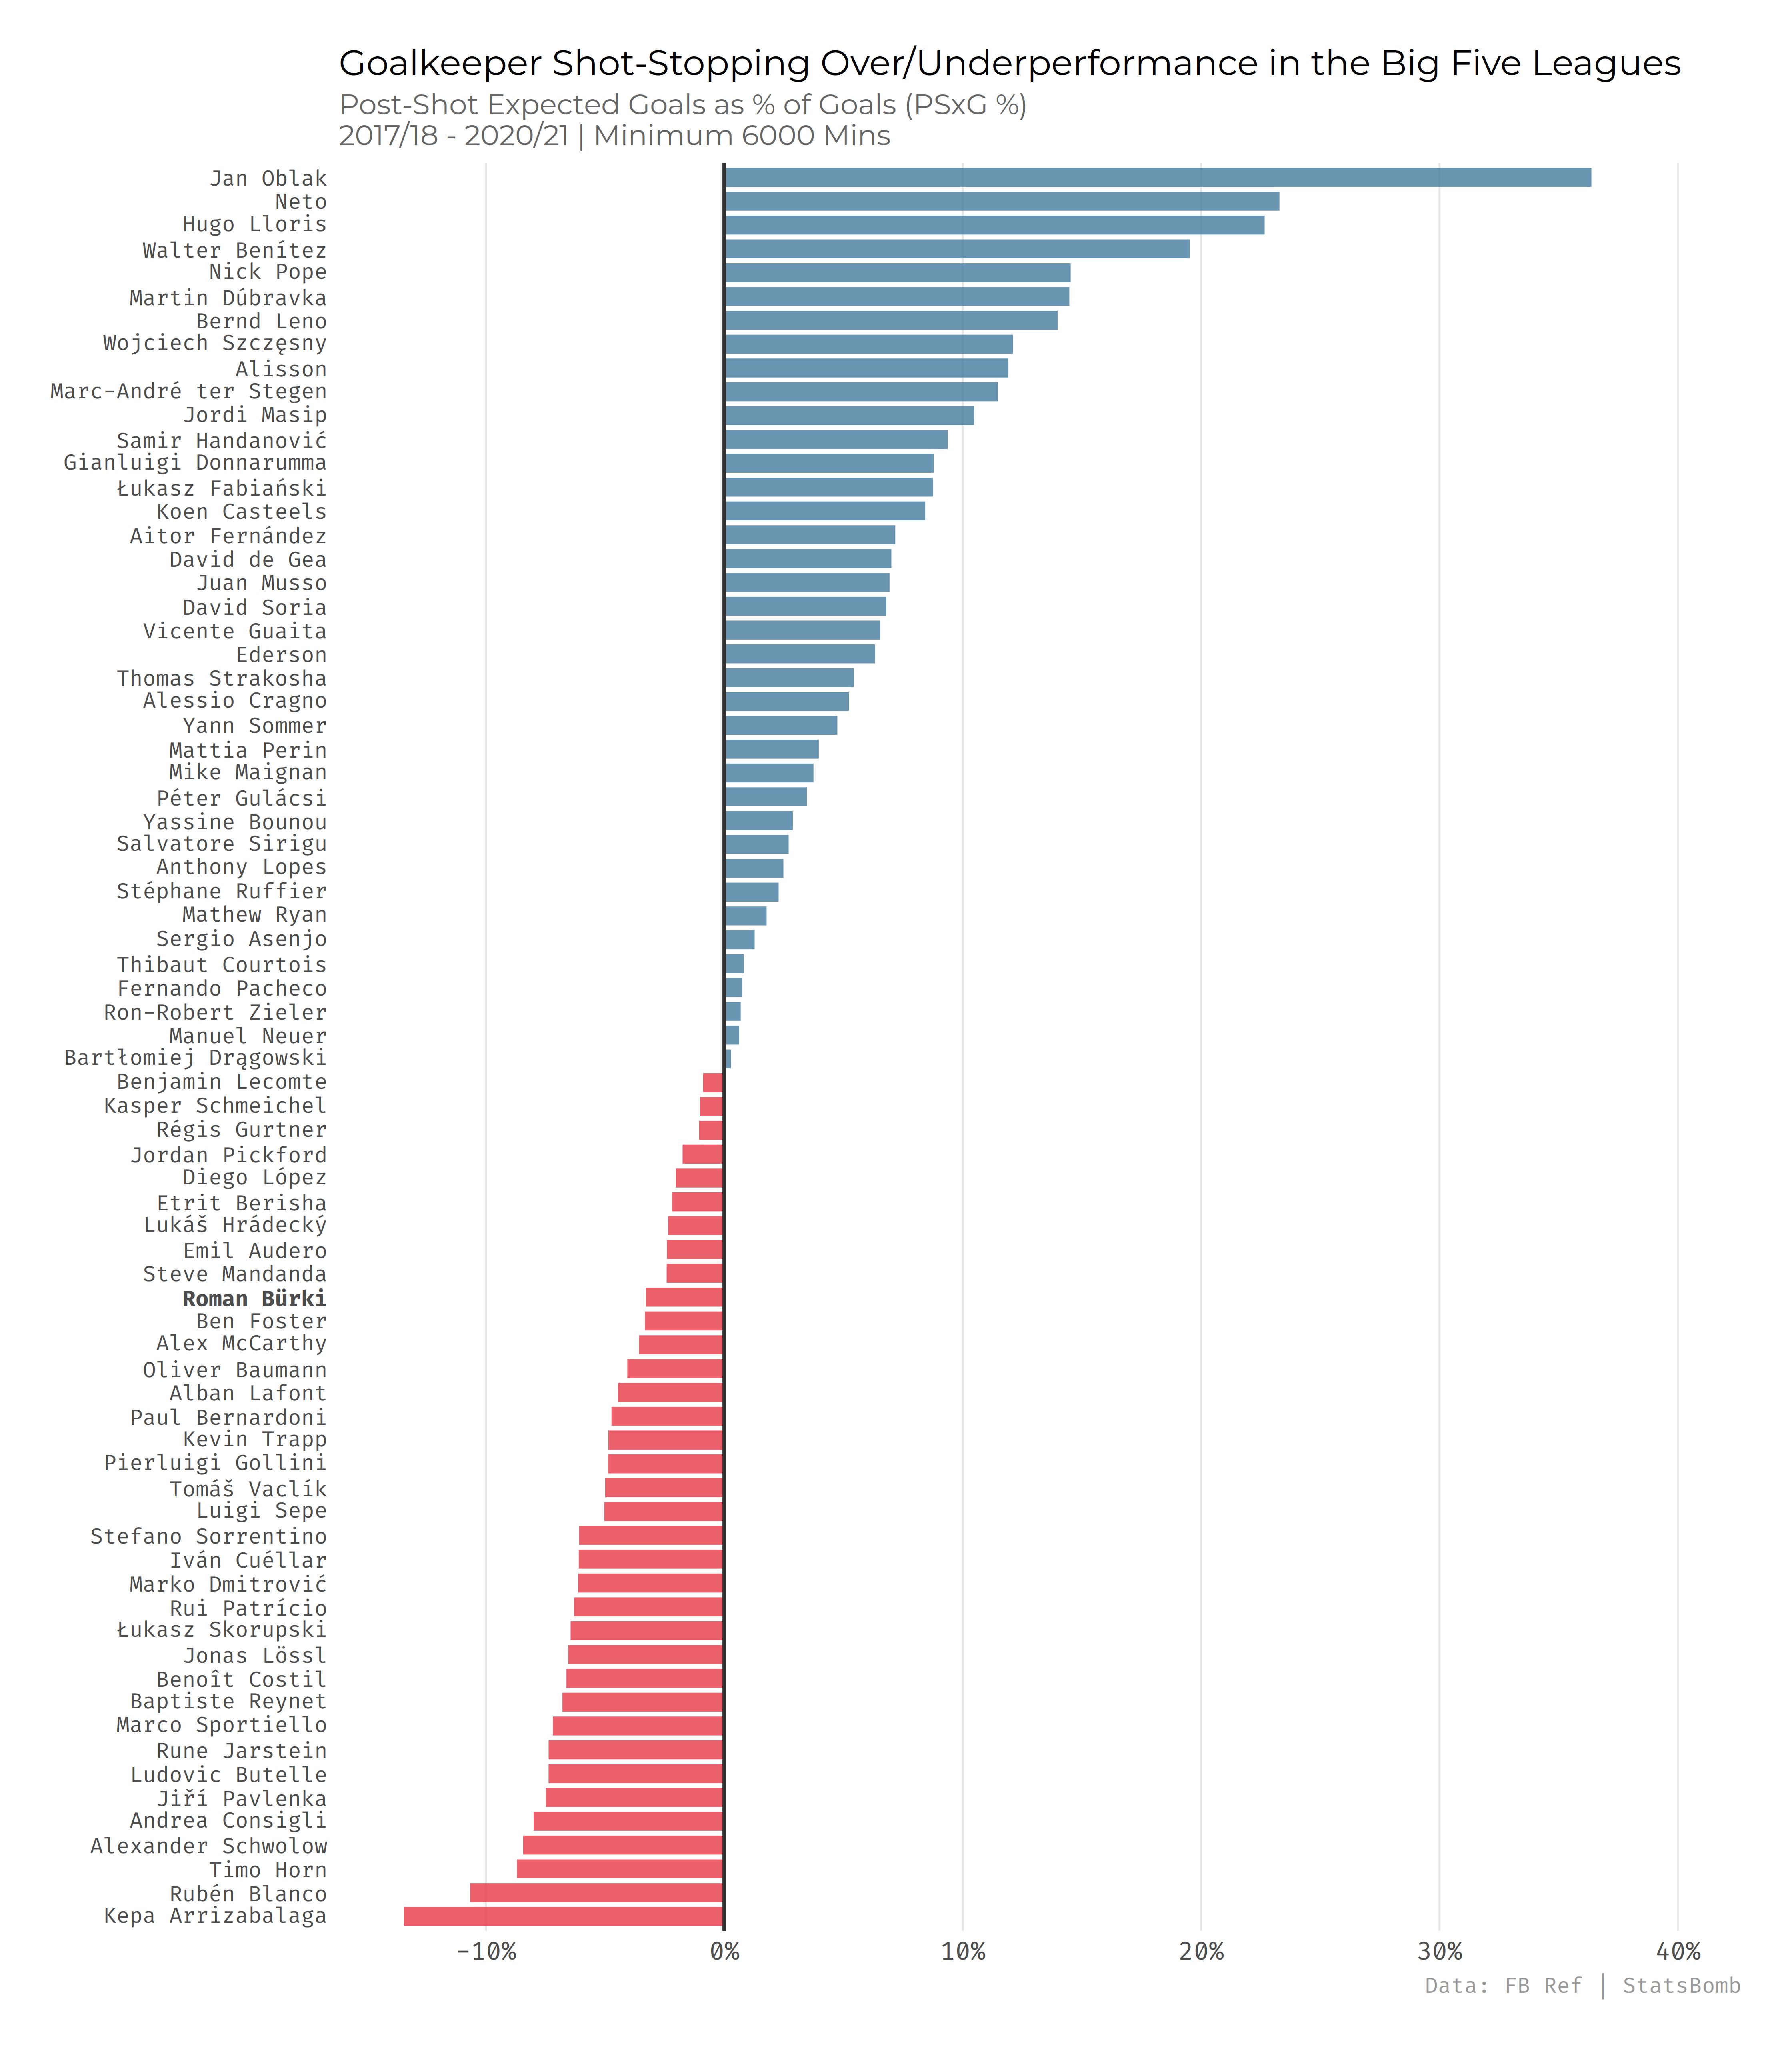 Goalkeeper Shot-Stopping Over/Underperformance in the Big Five Leagues
Post-Shot Expected Goals as % of Goals (PSxG %)
2017/18 - 2020/21 | Minimum 6000 Mins
Jan Oblak
Neto
Hugo Lloris
Walter Benítez
Nick Pope
Martin Dúbravka
Bernd Leno
Wojciech Szczęsny
Alisson
Marc-André ter Stegen
Jordi Masip
Samir Handanović
Gianluigi Donnarumma
Łukasz Fabiański
Koen Casteels
Aitor Fernández
David de Gea
Juan Musso
David Soria
Vicente Guaita
Ederson
Thomas Strakosha
Alessio Cragno
Yann Sommer
Mattia Perin
Mike Maignan
Péter Gulácsi
Yassine Bounou
Salvatore Sirigu
Anthony Lopes
Stéphane Ruffier
Mathew Ryan
Sergio Asenjo
Thibaut Courtois
Fernando Pacheco
Ron-Robert Zieler
Manuel Neuer
Bartłomiej Drągowski
Benjamin Lecomte
Kasper Schmeichel
Régis Gurtner
Jordan Pickford
Diego López
Etrit Berisha
Lukáš Hrádecký
Emil Audero
Steve Mandanda
Roman Bürki
Ben Foster
Alex McCarthy
Oliver Baumann
Alban Lafont
Paul Bernardoni
Kevin Trapp
Pierluigi Gollini
Tomáš Vaclík
Luigi Sepe
Stefano Sorrentino
Iván Cuéllar
Marko Dmitrović
Rui Patrício
Łukasz Skorupski
Jonas Lössl
Benoît Costil
Baptiste Reynet
Marco Sportiello
Rune Jarstein
Ludovic Butelle
Jiří Pavlenka
Andrea Consigli
Alexander Schwolow
Timo Horn
Rubén Blanco
Kepa Arrizabalaga
-10% 0% 10% 20% 30% 40%
Data: FB Ref | StatsBomb